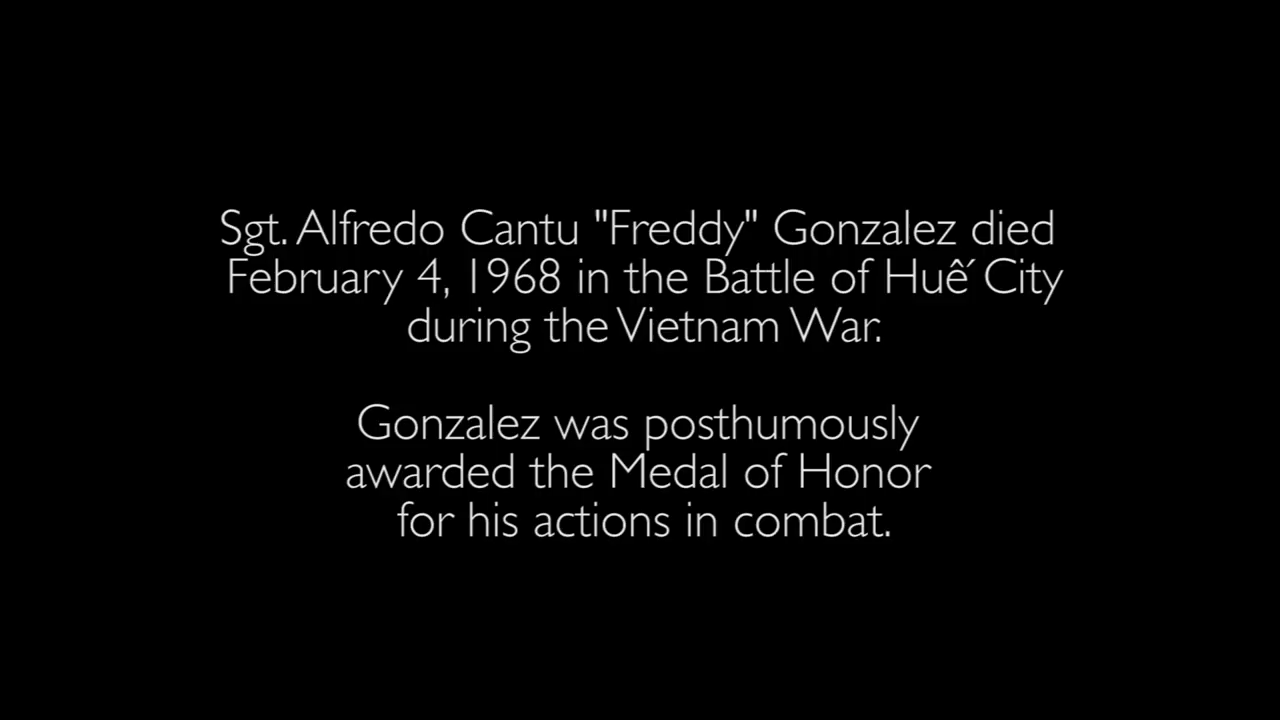 Sgt. Alfredo Cantu "Freddy" Gonzalez died
February 4, 1968 in the Battle of Huế City
during the Vietnam War.
Gonzalez was posthumously
awarded the Medal of Honor
for his actions in combat.